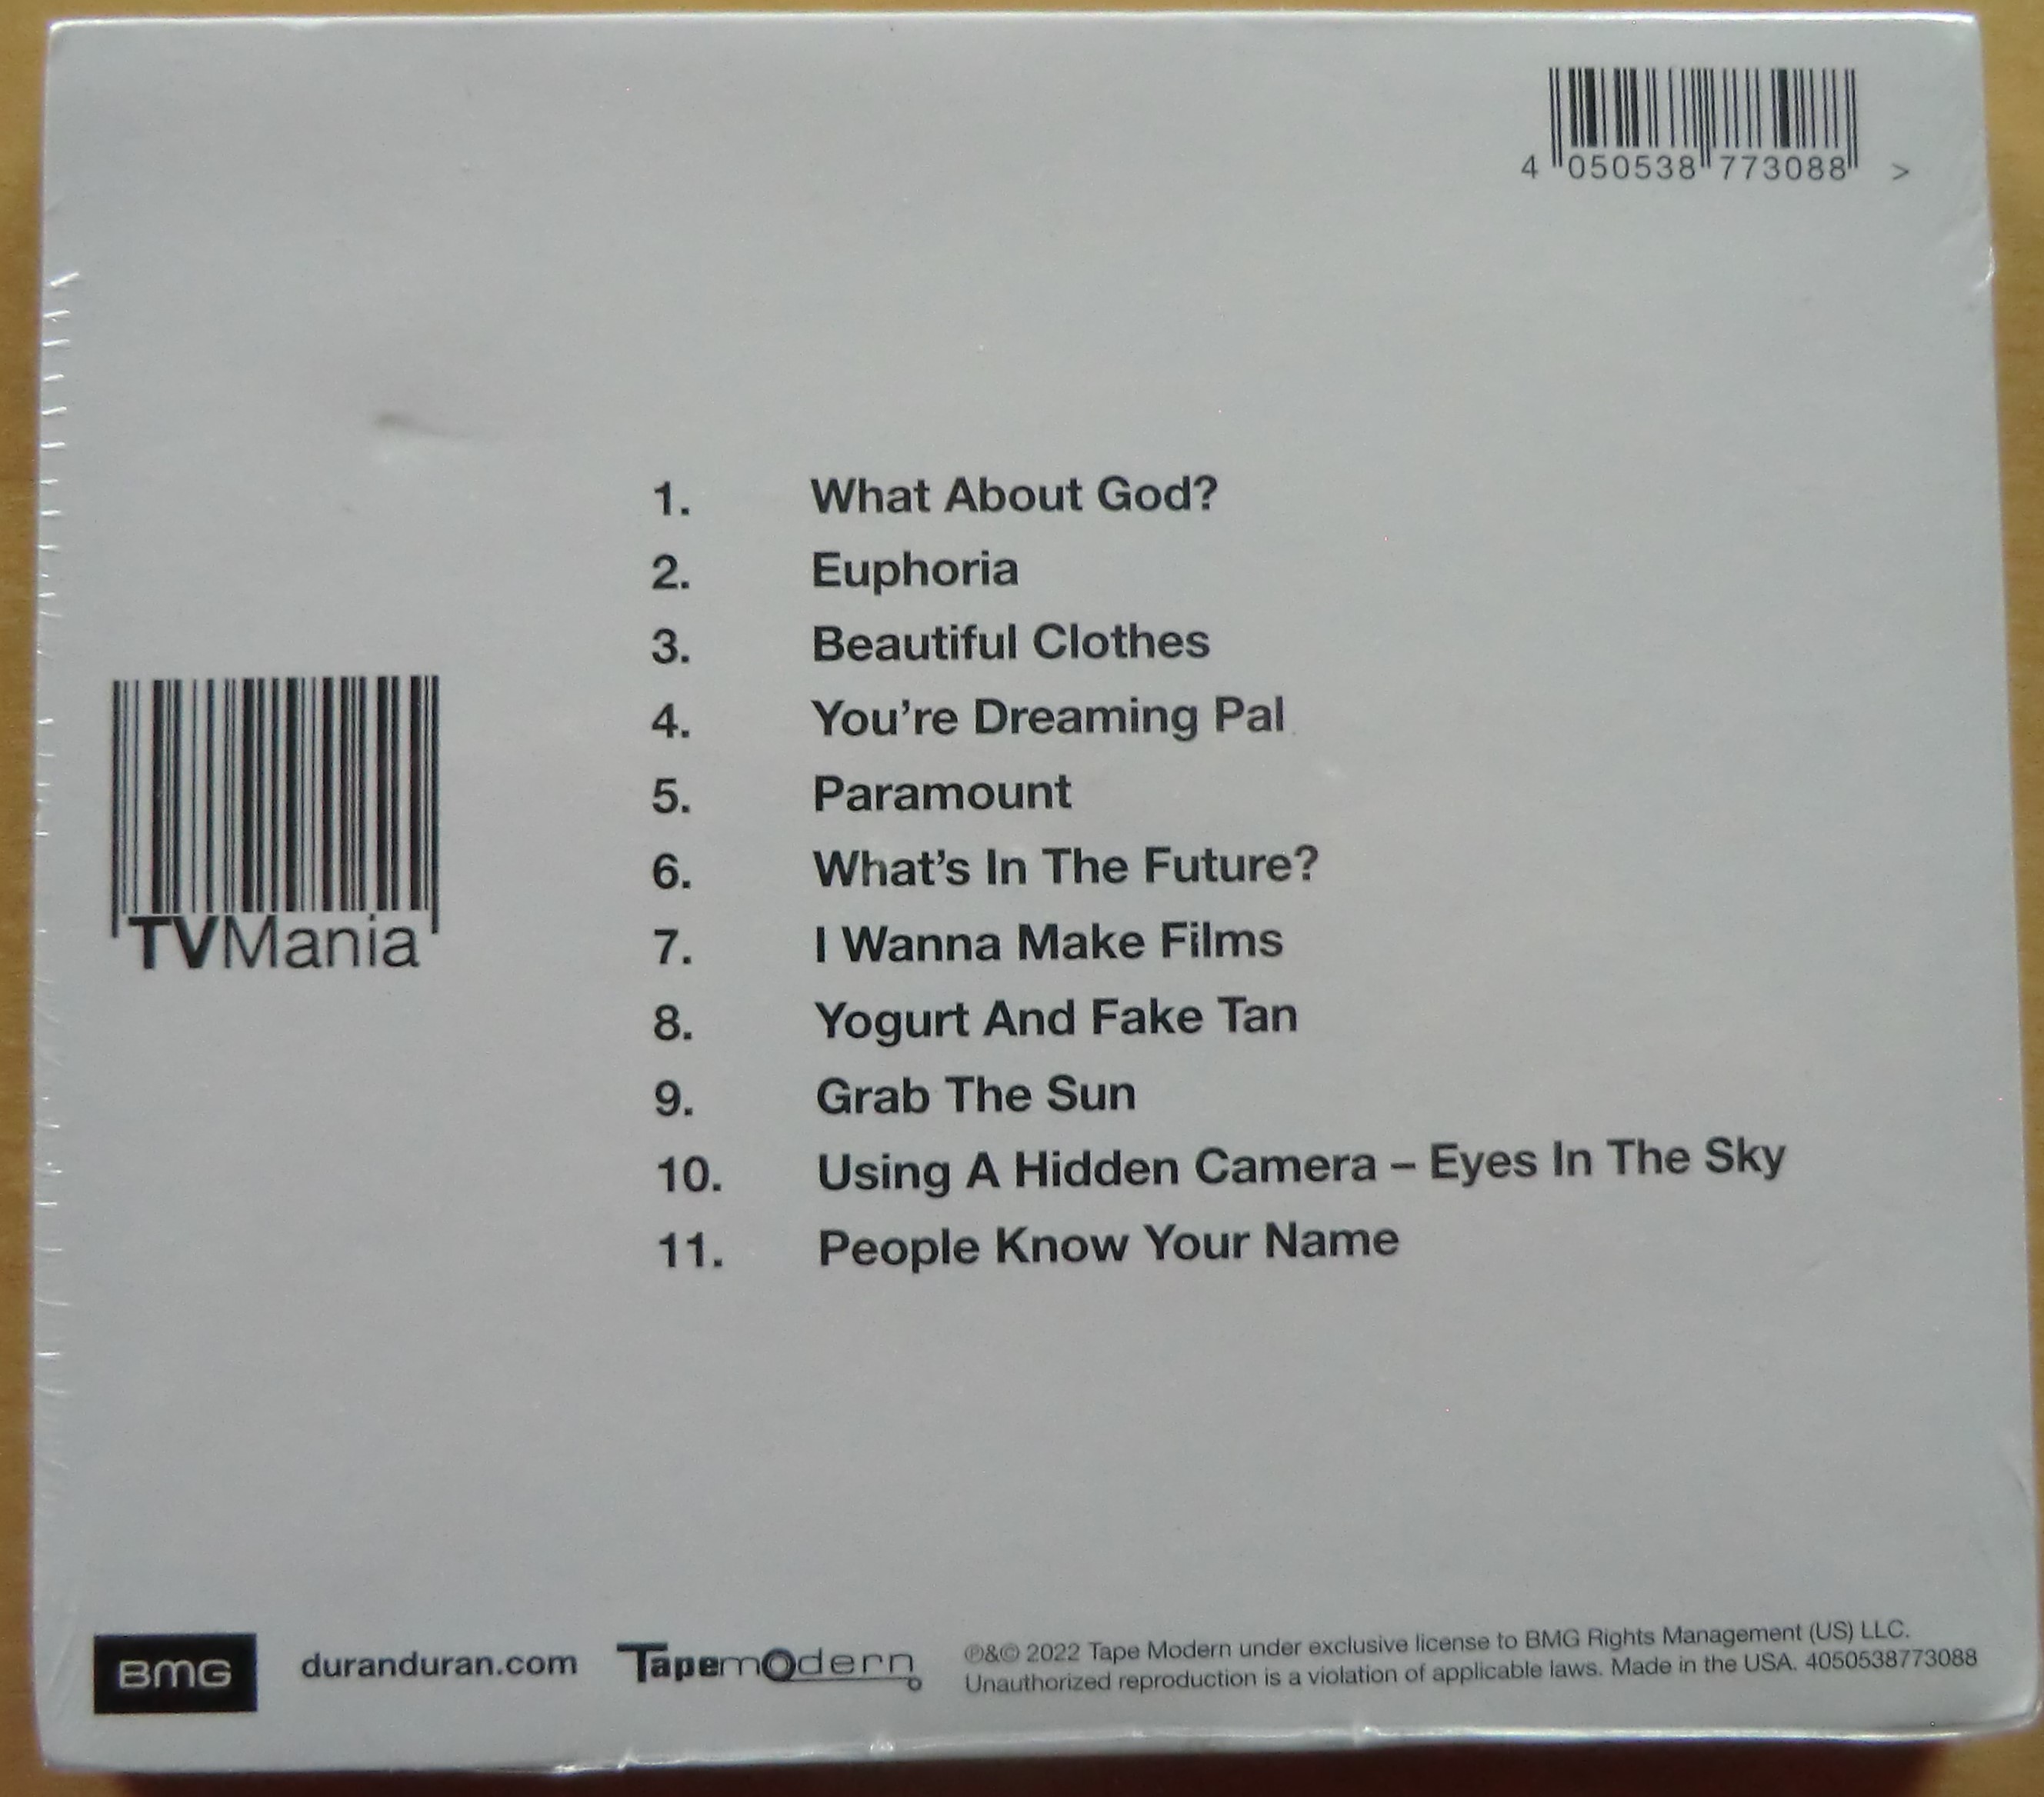 4 050538 773088 >
1. What About God?
2. Euphoria
3. Beautiful Clothes
4. You’re Dreaming Pal
5. Paramount
6. What’s In The Future?
7. I Wanna Make Films
8. Yogurt And Fake Tan
9. Grab The Sun
10. Using A Hidden Camera – Eyes In The Sky
11. People Know Your Name
TVMania
BMG
duranduran.com
Tapemodern
℗&© 2022 Tape Modern under exclusive license to BMG Rights Management (US) LLC.
Unauthorized reproduction is a violation of applicable laws. Made in the USA. 4050538773088